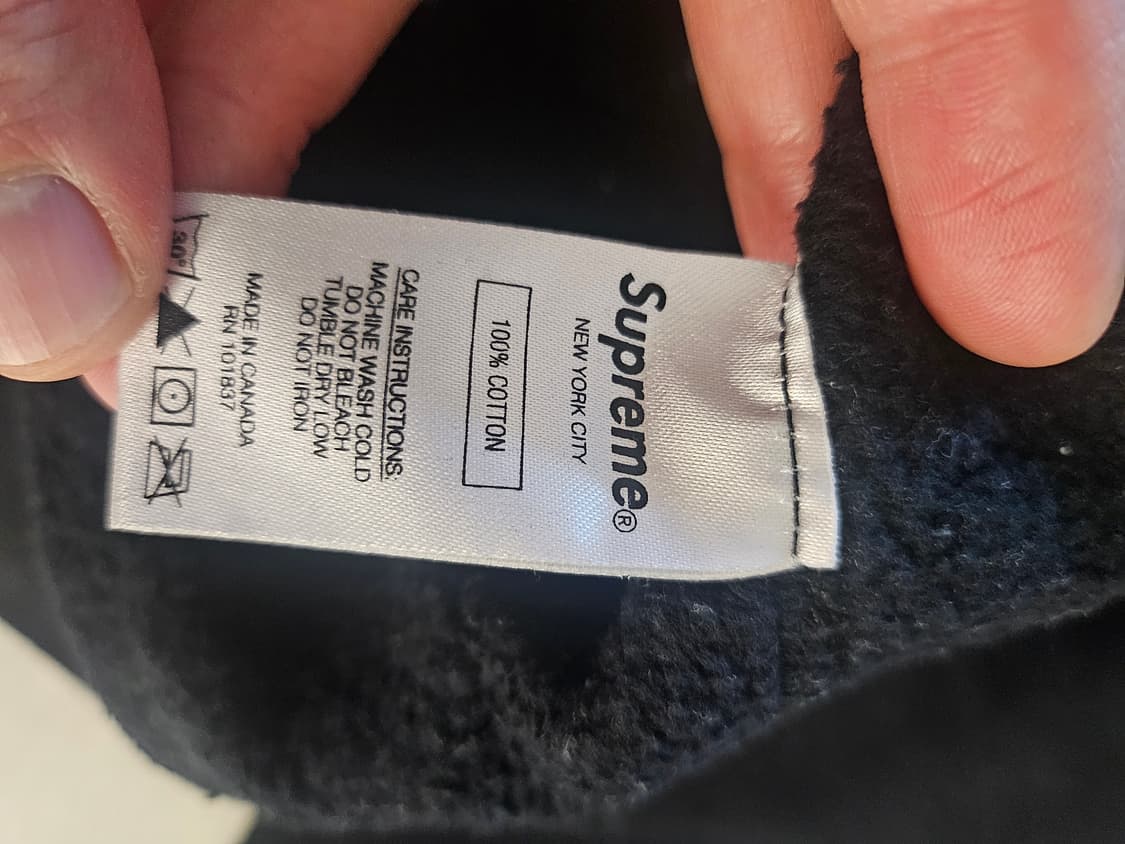 Supreme®
NEW YORK CITY
100% COTTON
CARE INSTRUCTIONS:
MACHINE WASH COLD
DO NOT BLEACH
TUMBLE DRY LOW
DO NOT IRON
MADE IN CANADA
RN 101837
30°